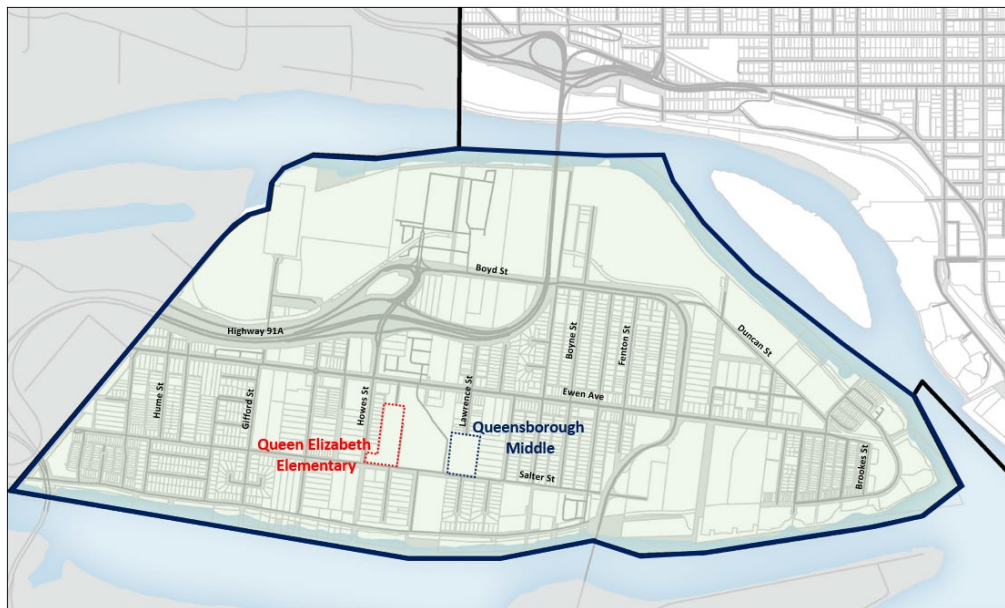 Boyd St
Highway 91A
Duncan St
Boyne St
Fenton St
Ewen Ave
Hume St
Gifford St
Howes St
Lawrence St
Queensborough
Middle
Queen Elizabeth
Elementary
Salter St
Brookes St